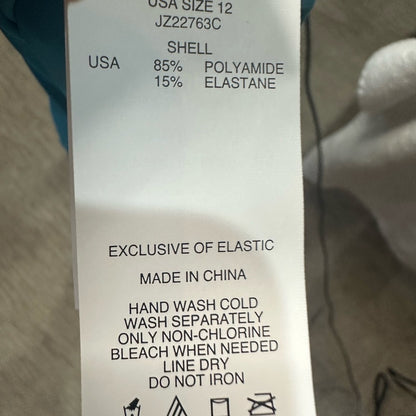 USA SIZE 12
JZ22763C
SHELL
USA 85% POLYAMIDE
15% ELASTANE
EXCLUSIVE OF ELASTIC
MADE IN CHINA
HAND WASH COLD
WASH SEPARATELY
ONLY NON-CHLORINE
BLEACH WHEN NEEDED
LINE DRY
DO NOT IRON